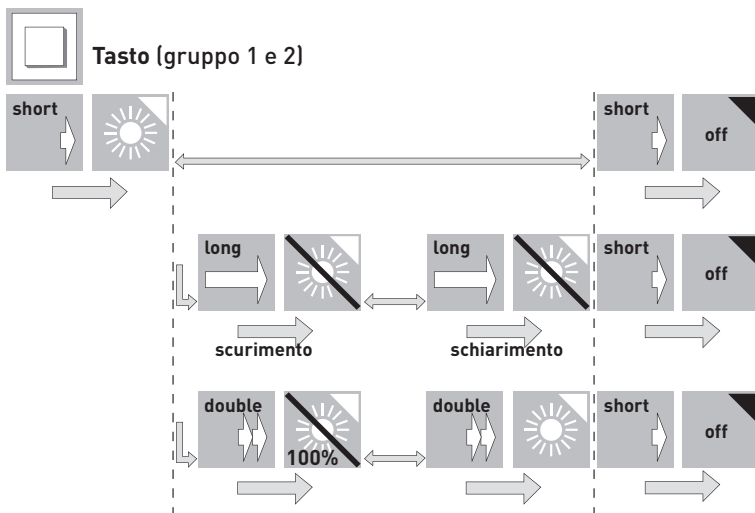 Tasto (gruppo 1 e 2)
short short off
long long short off
scurimento schiarimento
double 100% double short off